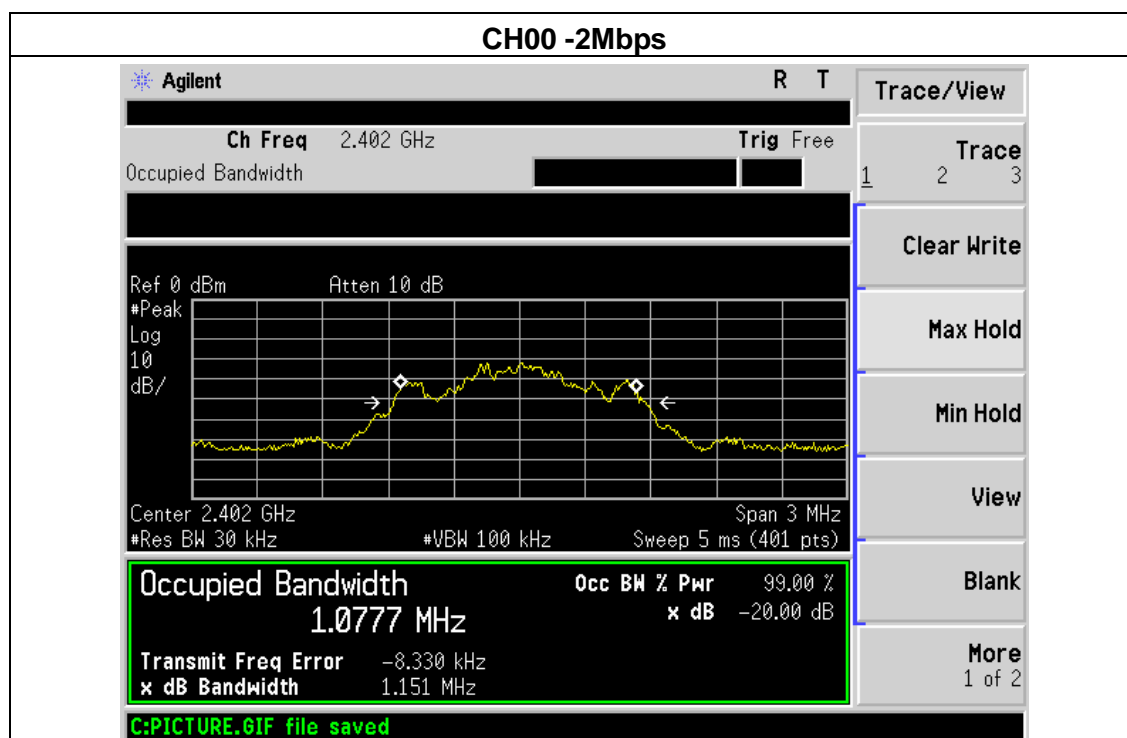 CH00 -2Mbps
Agilent R T
Trace/View
Ch Freq 2.402 GHz Trig Free
Occupied Bandwidth
Trace
1 2 3
Clear Write
Ref 0 dBm Atten 10 dB
#Peak
Log
10
dB/
Max Hold
Min Hold
View
Center 2.402 GHz Span 3 MHz
#Res BW 30 kHz #VBW 100 kHz Sweep 5 ms (401 pts)
Occupied Bandwidth Occ BW % Pwr 99.00 %
1.0777 MHz x dB -20.00 dB
Blank
Transmit Freq Error -8.330 kHz
x dB Bandwidth 1.151 MHz
More
1 of 2
C:PICTURE.GIF file saved